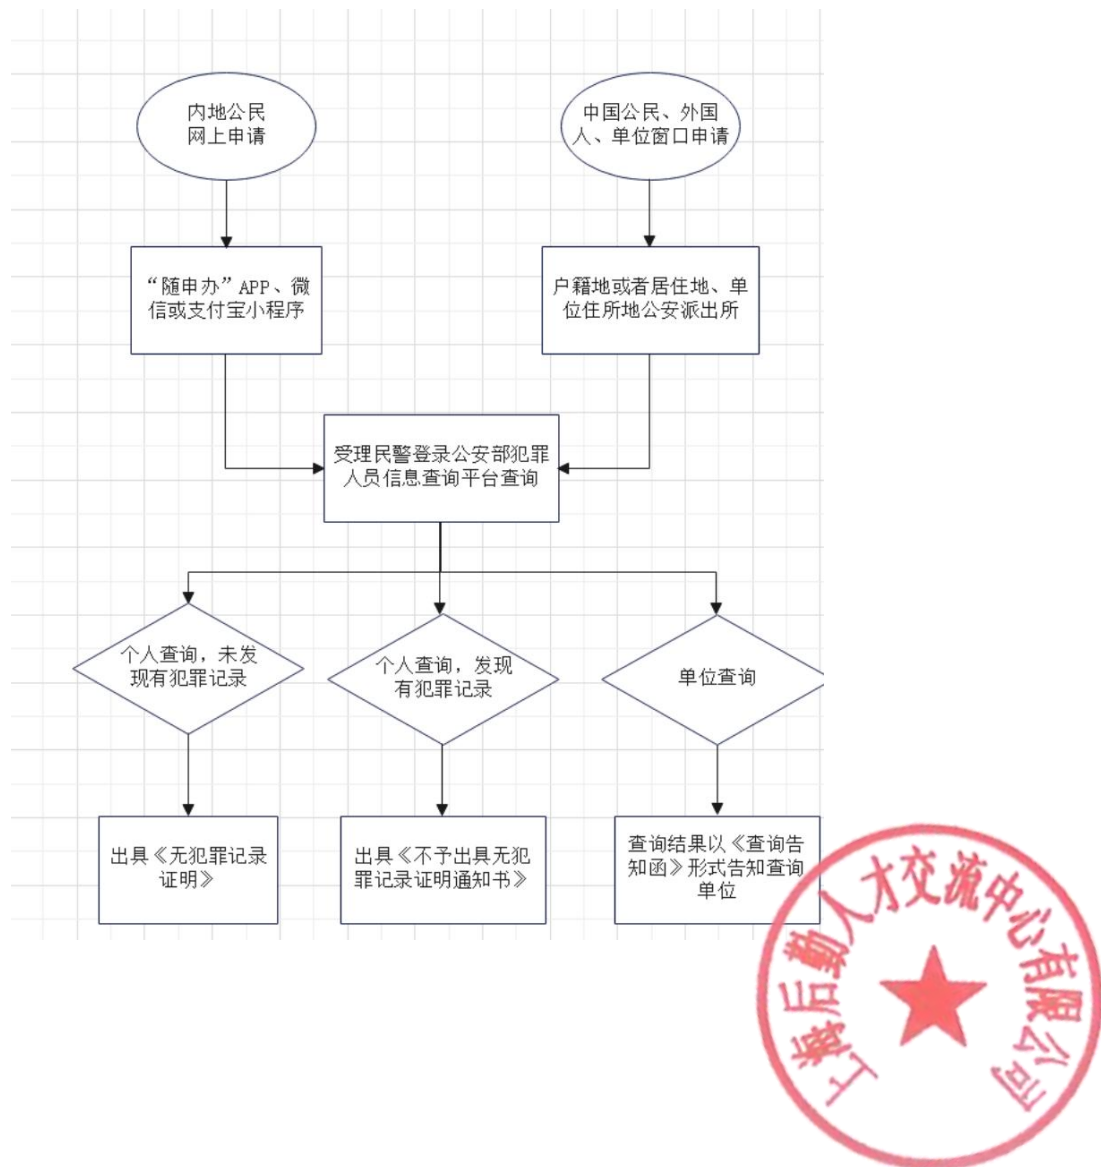 内地公民
网上申请
中国公民、外国
人、单位窗口申请
“随申办”APP、微
信或支付宝小程序
户籍地或者居住地、单
位住所地公安派出所
受理民警登录公安部犯罪
人员信息查询平台查询
个人查询，未发
现有犯罪记录
个人查询，发现
有犯罪记录
单位查询
出具《无犯罪记录
证明》
出具《不予出具无犯
罪记录证明通知书》
查询结果以《查询告
知函》形式告知查询
单位
上海后勤人才交流中心有限公司